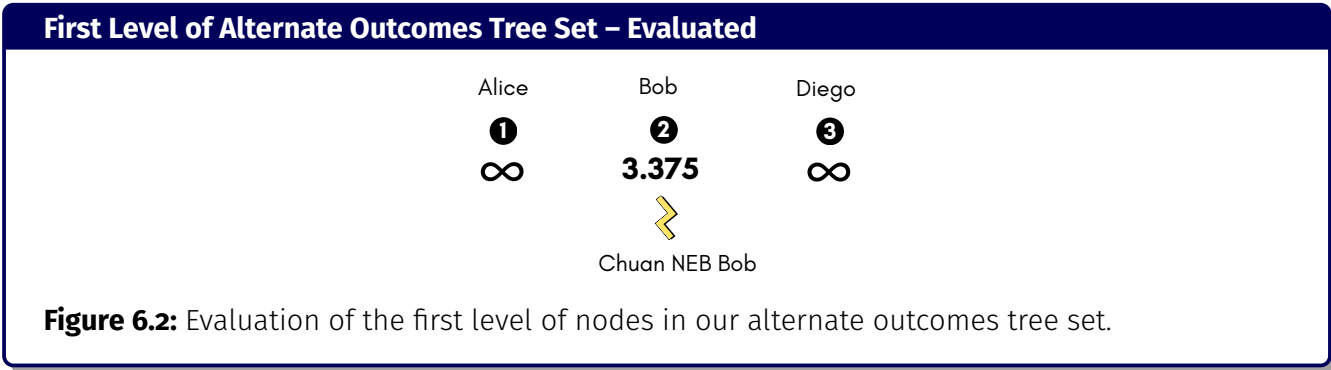 First Level of Alternate Outcomes Tree Set – Evaluated
Alice Bob Diego
1 2 3
∞ 3.375 ∞
Chuan NEB Bob
Figure 6.2: Evaluation of the first level of nodes in our alternate outcomes tree set.